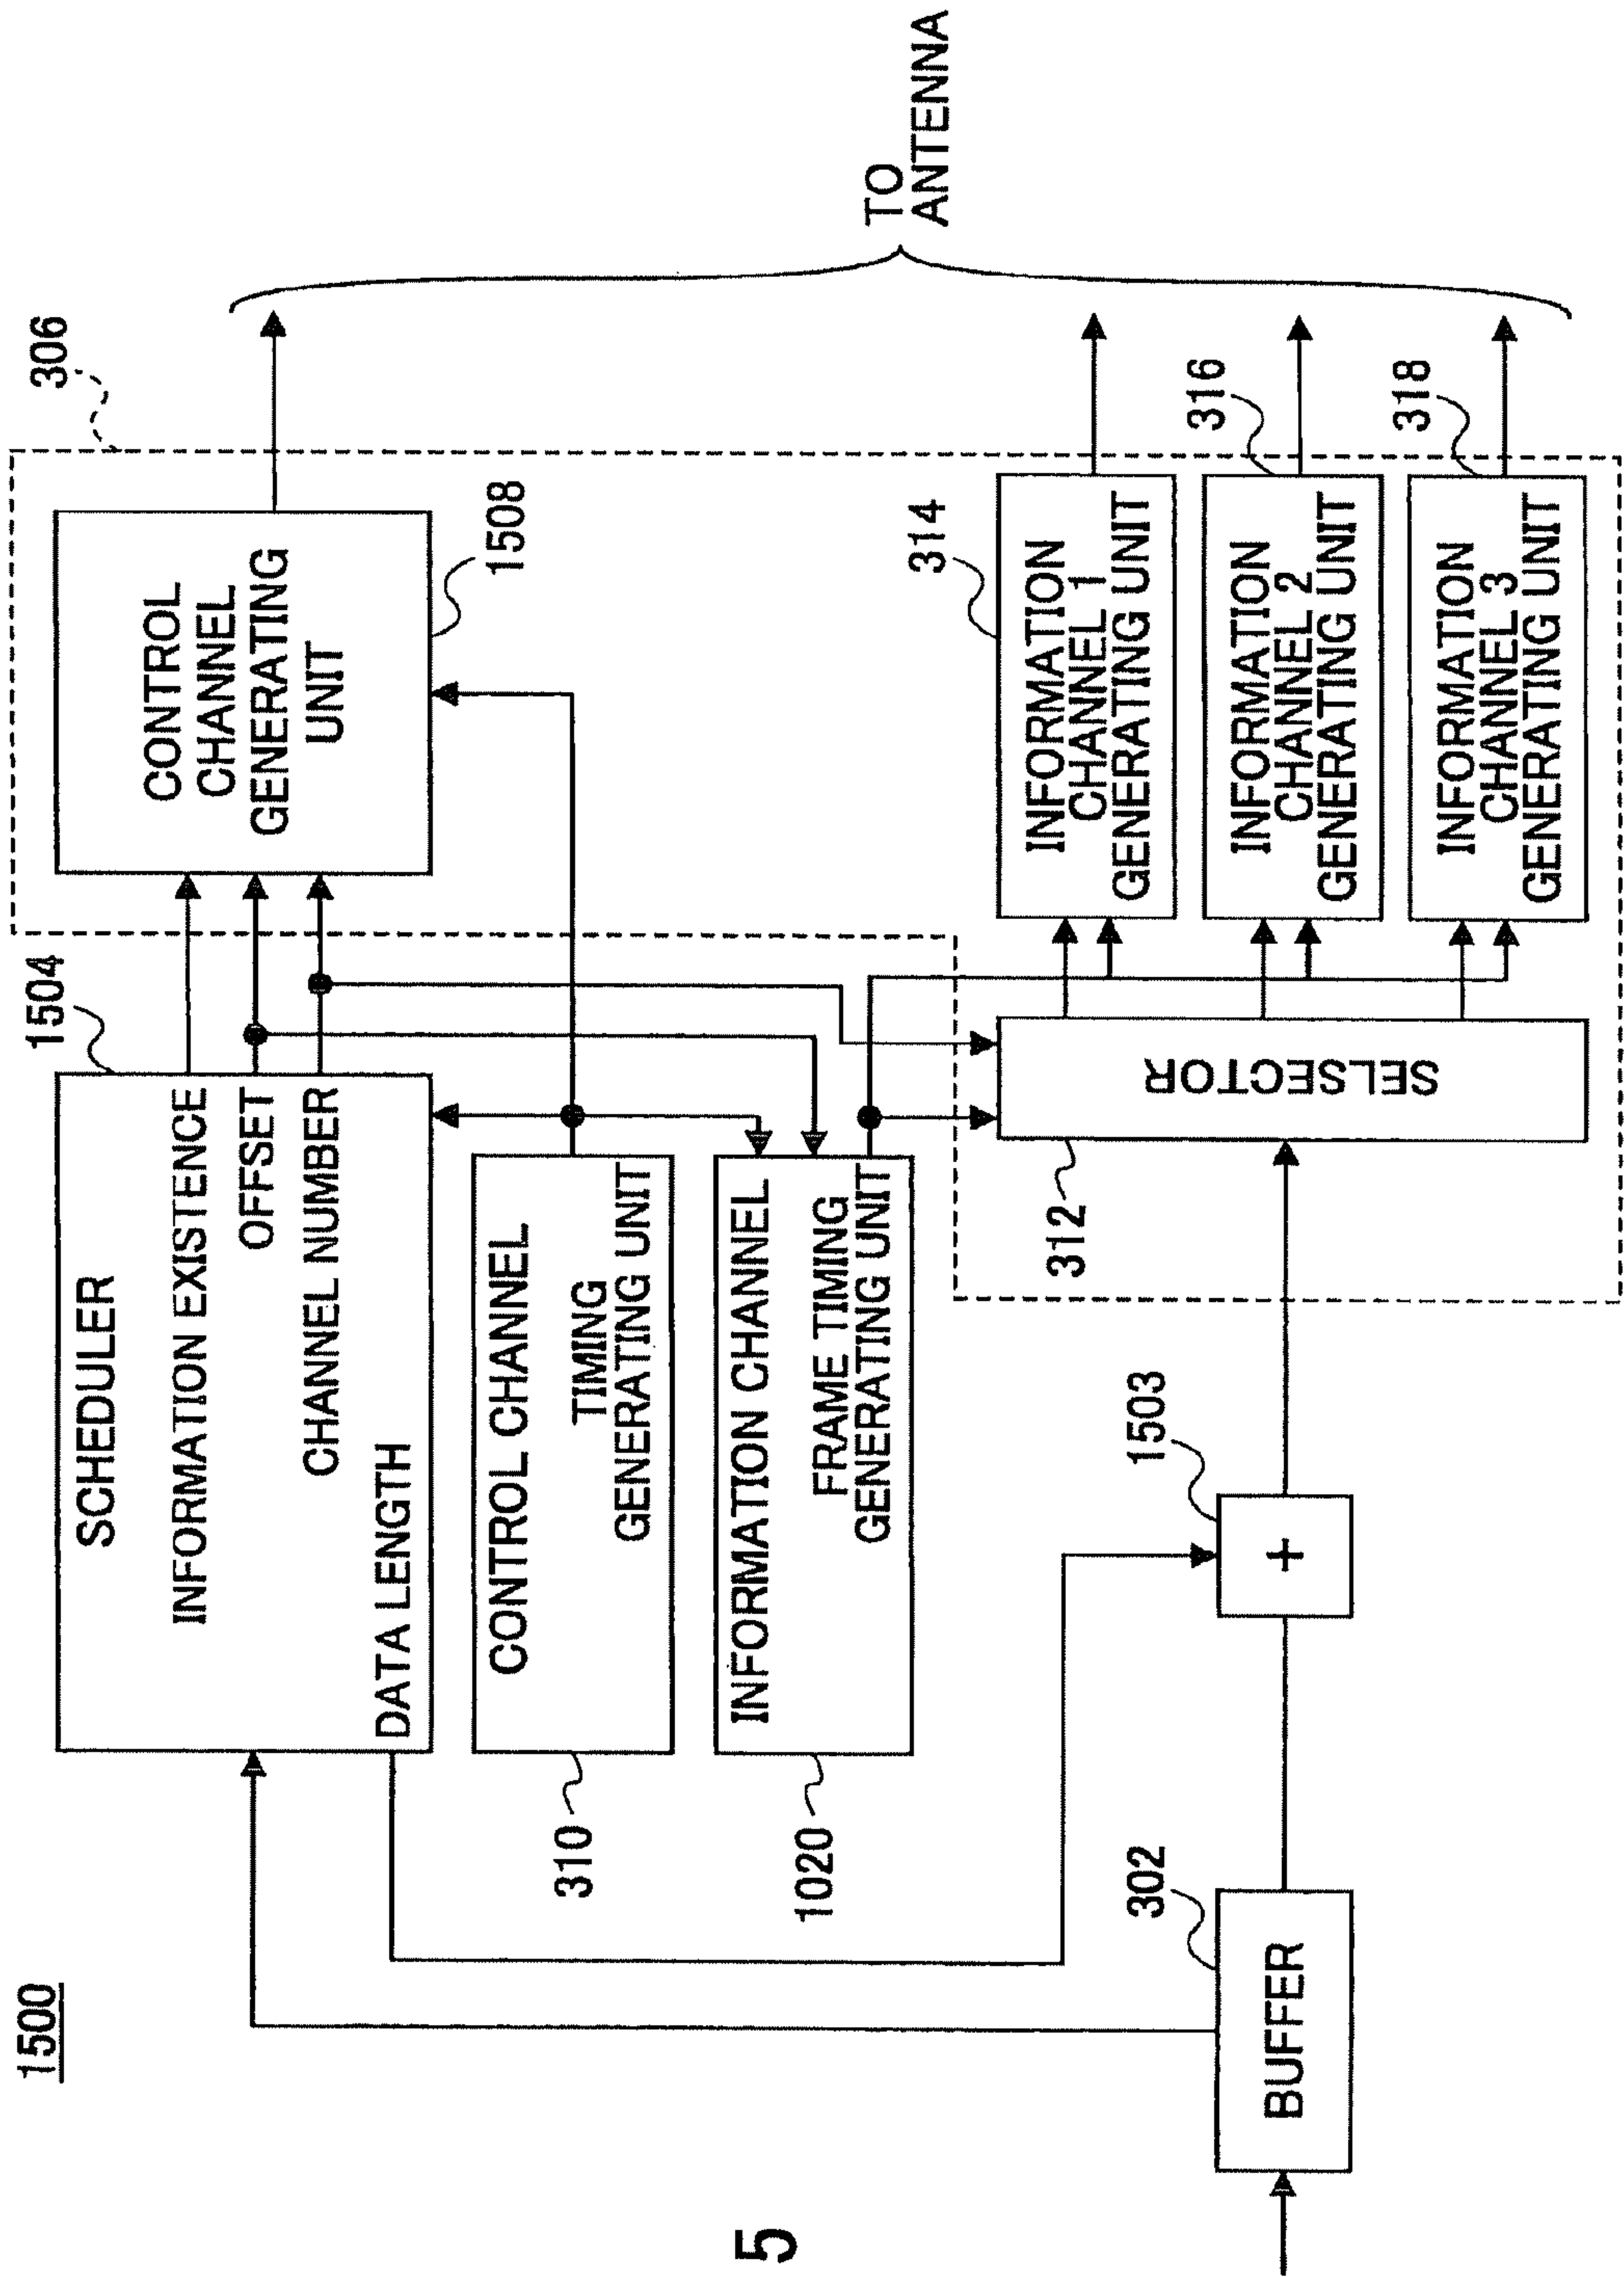 1500
306
1504
SCHEDULER
INFORMATION EXISTENCE
OFFSET
CHANNEL NUMBER
DATA LENGTH
CONTROL
CHANNEL
GENERATING
UNIT
1508
CONTROL CHANNEL
TIMING
GENERATING UNIT
310
INFORMATION CHANNEL
FRAME TIMING
GENERATING UNIT
1020
TO
ANTENNA
314
INFORMATION
CHANNEL 1
GENERATING UNIT
316
INFORMATION
CHANNEL 2
GENERATING UNIT
318
INFORMATION
CHANNEL 3
GENERATING UNIT
SELSECTOR
312
1503
+
302
BUFFER
5